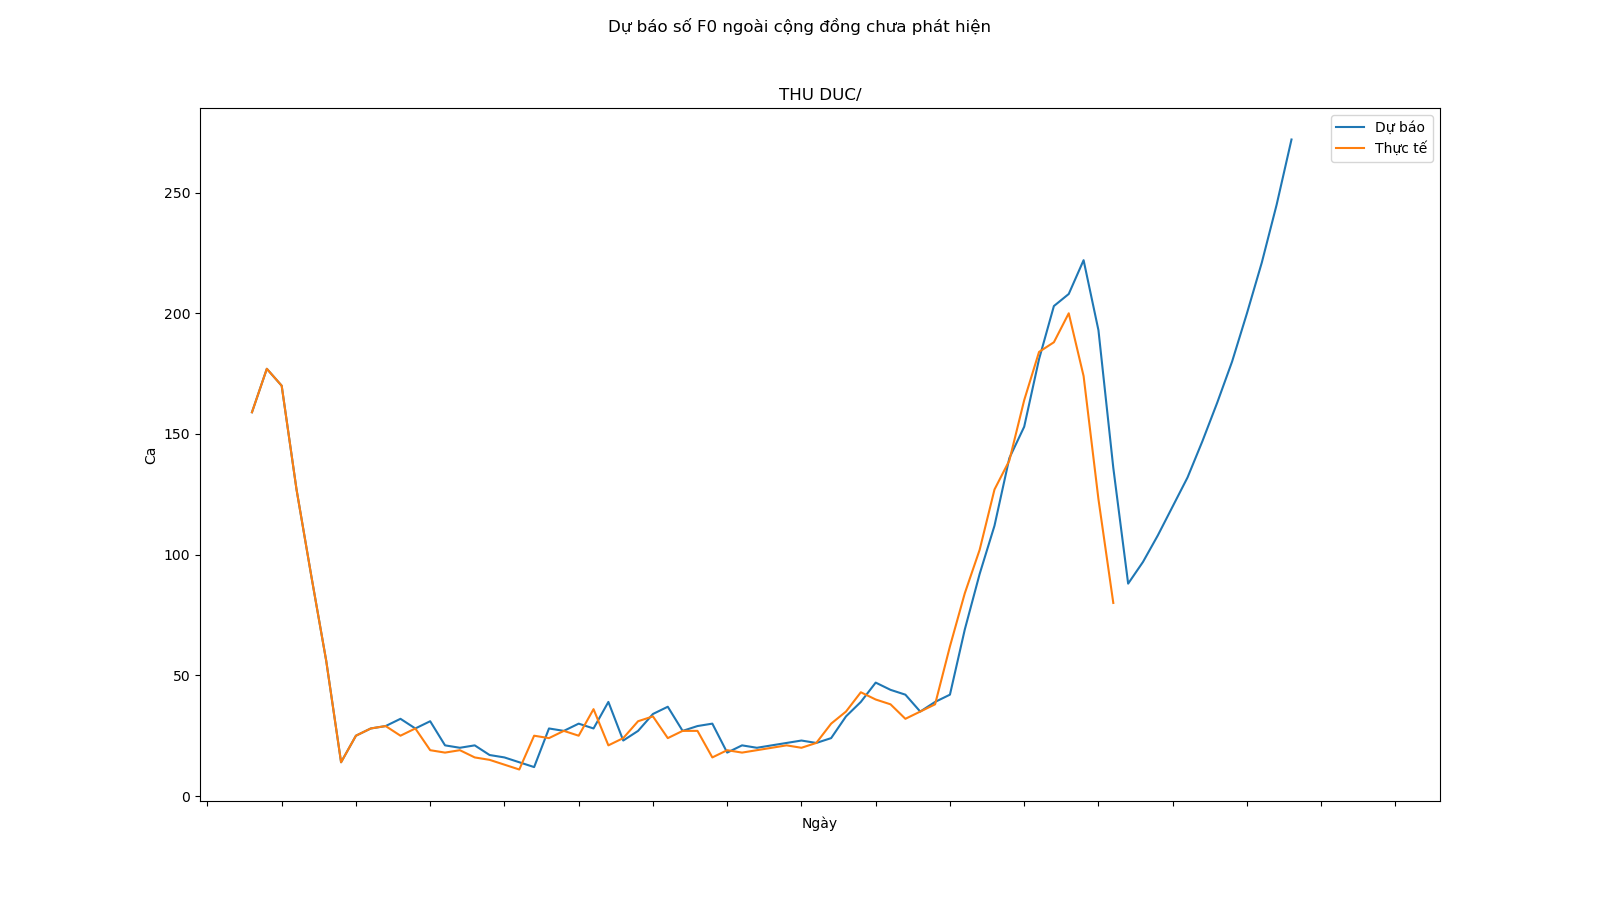 Dự báo số F0 ngoài cộng đồng chưa phát hiện
THU DUC/
Dự báo
Thực tế
250
200
150
100
50
0
Ca
Ngày